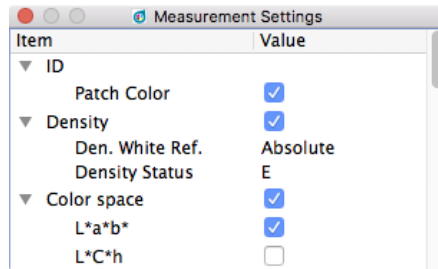 Measurement Settings
Item Value
ID
Patch Color
Density
Den. White Ref. Absolute
Density Status E
Color space
L*a*b*
L*C*h